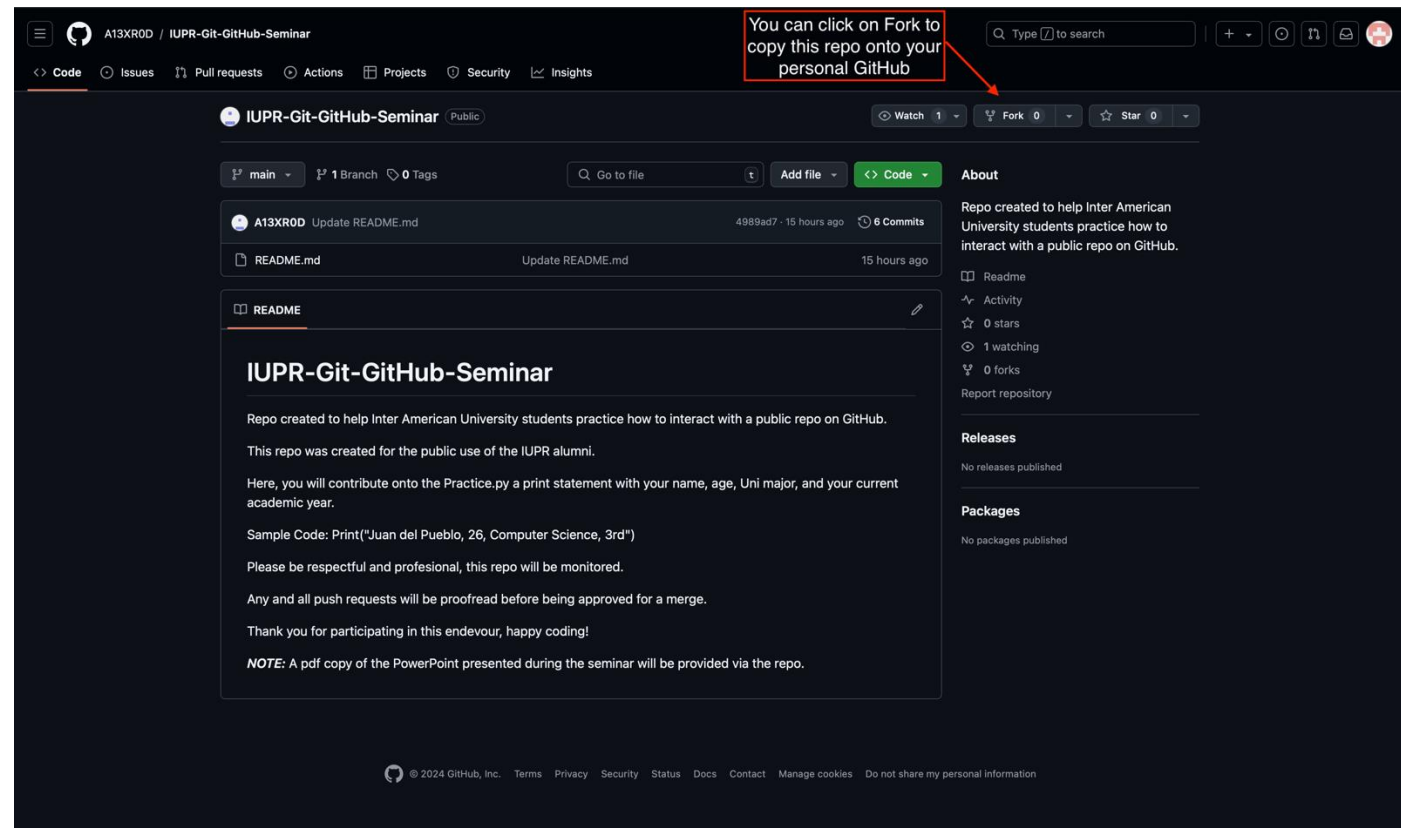 You can click on Fork to
copy this repo onto your
personal GitHub
A13XR0D / IUPR-Git-GitHub-Seminar
Type / to search
Code Issues Pull requests Actions Projects Security Insights
IUPR-Git-GitHub-Seminar Public
Watch 1 Fork 0 Star 0
main 1 Branch 0 Tags Go to file t Add file Code
A13XR0D Update README.md 4989ad7 · 15 hours ago 6 Commits
README.md Update README.md 15 hours ago
README
IUPR-Git-GitHub-Seminar
Repo created to help Inter American University students practice how to interact with a public repo on GitHub.
This repo was created for the public use of the IUPR alumni.
Here, you will contribute onto the Practice.py a print statement with your name, age, Uni major, and your current
academic year.
Sample Code: Print("Juan del Pueblo, 26, Computer Science, 3rd")
Please be respectful and profesional, this repo will be monitored.
Any and all push requests will be proofread before being approved for a merge.
Thank you for participating in this endevour, happy coding!
NOTE: A pdf copy of the PowerPoint presented during the seminar will be provided via the repo.
About
Repo created to help Inter American
University students practice how to
interact with a public repo on GitHub.
Readme
Activity
0 stars
1 watching
0 forks
Report repository
Releases
No releases published
Packages
No packages published
© 2024 GitHub, Inc. Terms Privacy Security Status Docs Contact Manage cookies Do not share my personal information